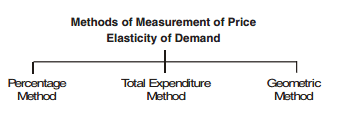 Methods of Measurement of Price
Elasticity of Demand
Percentage Total Expenditure Geometric
Method Method Method